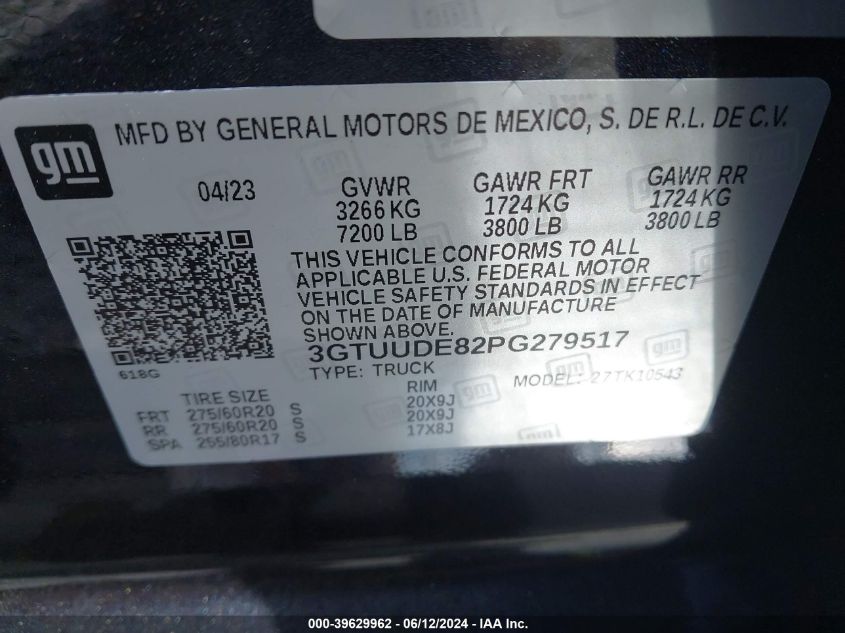 gm
MFD BY GENERAL MOTORS DE MEXICO, S. DE R.L. DE C.V.
04/23 GVWR GAWR FRT GAWR RR
3266 KG 1724 KG 1724 KG
7200 LB 3800 LB 3800 LB
THIS VEHICLE CONFORMS TO ALL
APPLICABLE U.S. FEDERAL MOTOR
VEHICLE SAFETY STANDARDS IN EFFECT
ON THE DATE OF MANUFACTURE
SHOWN ABOVE.
3GTUUDE82PG279517
618G TYPE: TRUCK MODEL: 27TK10543
TIRE SIZE RIM
FRT 275/60R20 S 20X9J
RR 275/60R20 S 20X9J
SPA 255/80R17 S 17X8J
000-39629962 - 06/12/2024 - IAA Inc.